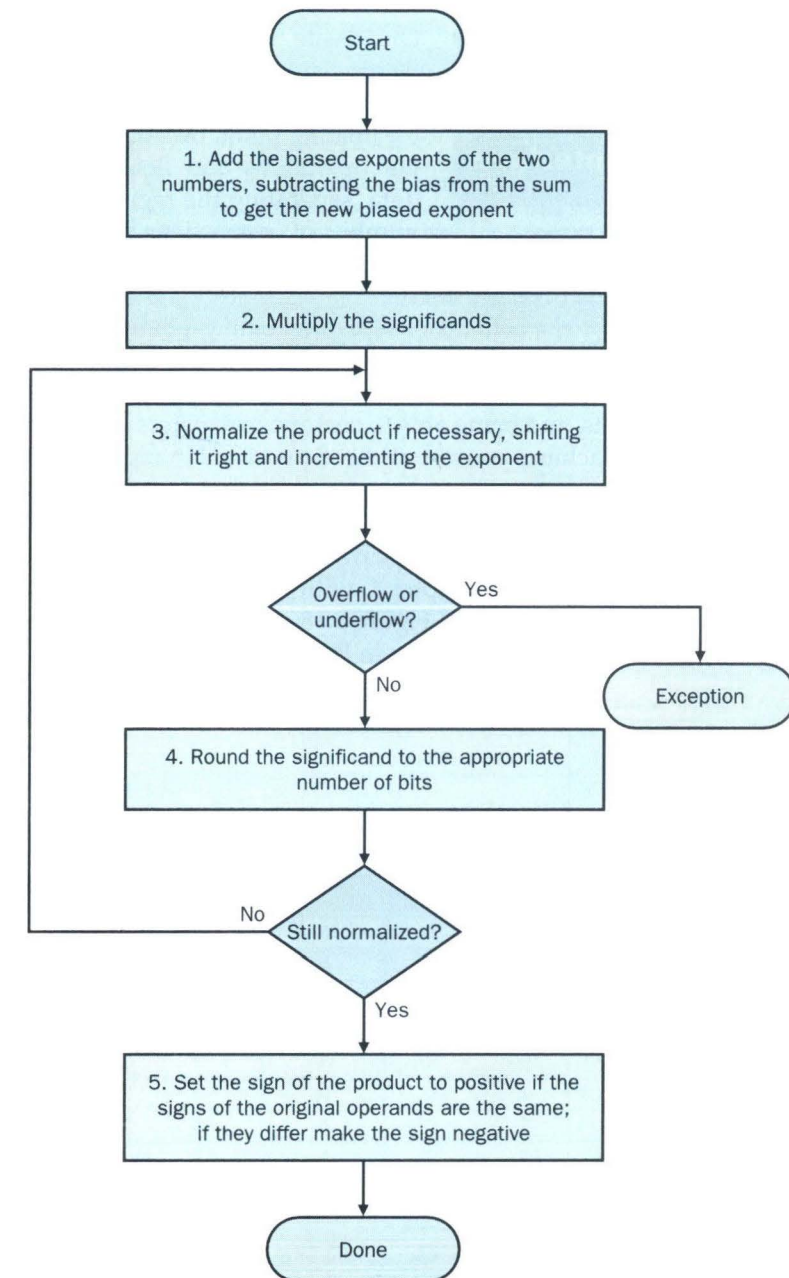 Start
1. Add the biased exponents of the two
numbers, subtracting the bias from the sum
to get the new biased exponent
2. Multiply the significands
3. Normalize the product if necessary, shifting
it right and incrementing the exponent
Overflow or
underflow?
Yes
No
Exception
4. Round the significand to the appropriate
number of bits
No
Still normalized?
Yes
5. Set the sign of the product to positive if the
signs of the original operands are the same;
if they differ make the sign negative
Done